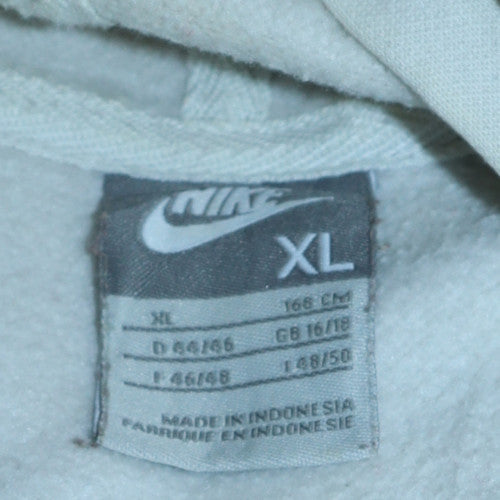 NIKE
XL
XL 168 CM
D 44/46 GB 16/18
F 46/48 I 48/50
MADE IN INDONESIA
FABRIQUE EN INDONESIE